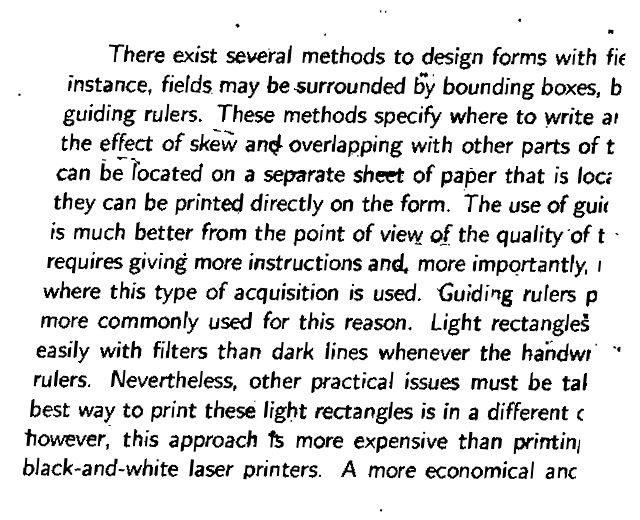 There exist several methods to design forms with fie
instance, fields may be surrounded by bounding boxes, b
guiding rulers. These methods specify where to write ar
the effect of skew and overlapping with other parts of t
can be located on a separate sheet of paper that is loca
they can be printed directly on the form. The use of guid
is much better from the point of view of the quality of t
requires giving more instructions and, more importantly,
where this type of acquisition is used. Guiding rulers p
more commonly used for this reason. Light rectangles
easily with filters than dark lines whenever the handwr
rulers. Nevertheless, other practical issues must be tak
best way to print these light rectangles is in a different c
however, this approach is more expensive than printing
black-and-white laser printers. A more economical and